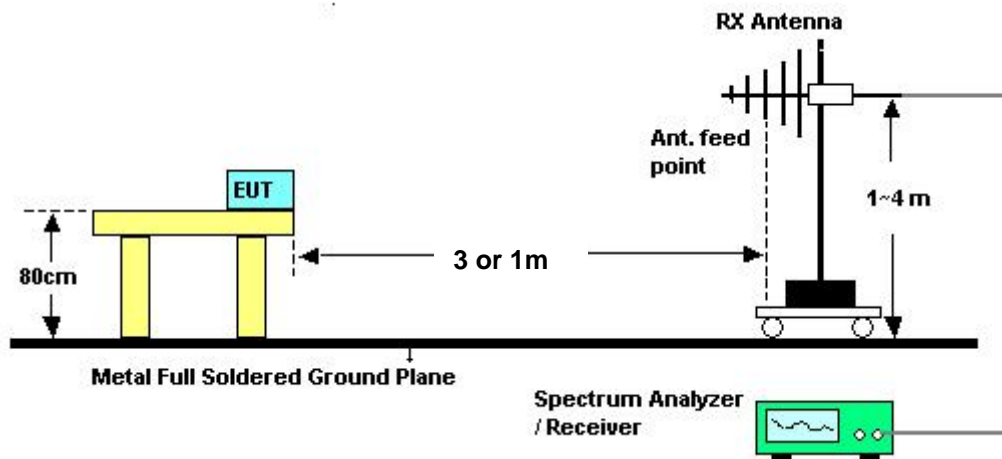 RX Antenna
Ant. feed
point
EUT
1~4 m
3 or 1m
80cm
Metal Full Soldered Ground Plane
Spectrum Analyzer
/ Receiver